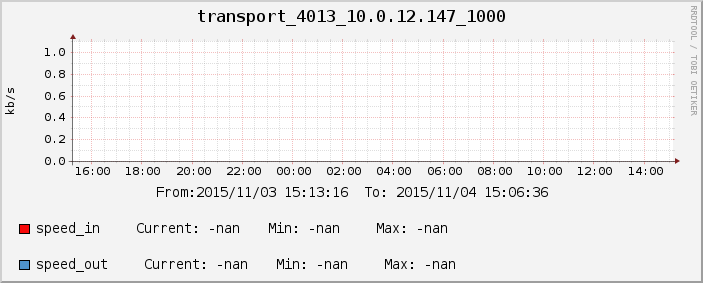 transport_4013_10.0.12.147_1000
RRDTOOL / TOBI OETIKER
kb/s
1.0
0.8
0.6
0.4
0.2
0.0
16:00 18:00 20:00 22:00 00:00 02:00 04:00 06:00 08:00 10:00 12:00 14:00
From:2015/11/03 15:13:16 To: 2015/11/04 15:06:36
speed_in Current: -nan Min: -nan Max: -nan
speed_out Current: -nan Min: -nan Max: -nan